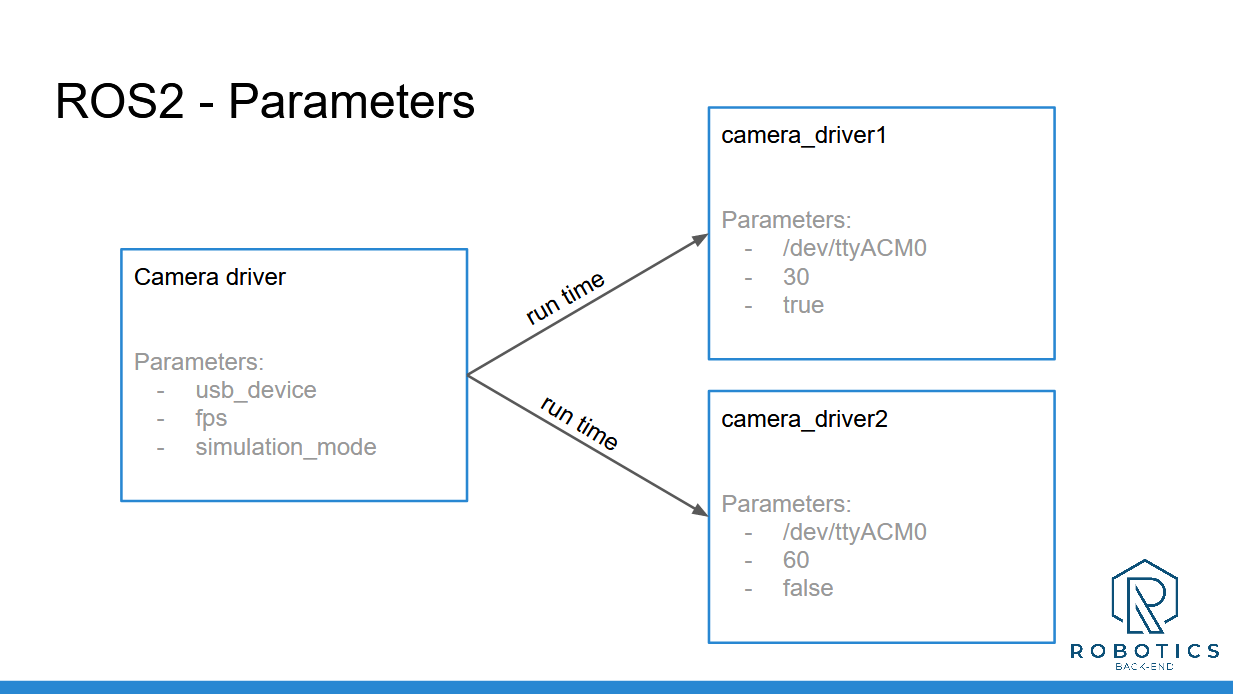 ROS2 - Parameters
Camera driver
Parameters:
- usb_device
- fps
- simulation_mode
run time
run time
camera_driver1
Parameters:
- /dev/ttyACM0
- 30
- true
camera_driver2
Parameters:
- /dev/ttyACM0
- 60
- false
ROBOTICS
BACK-END